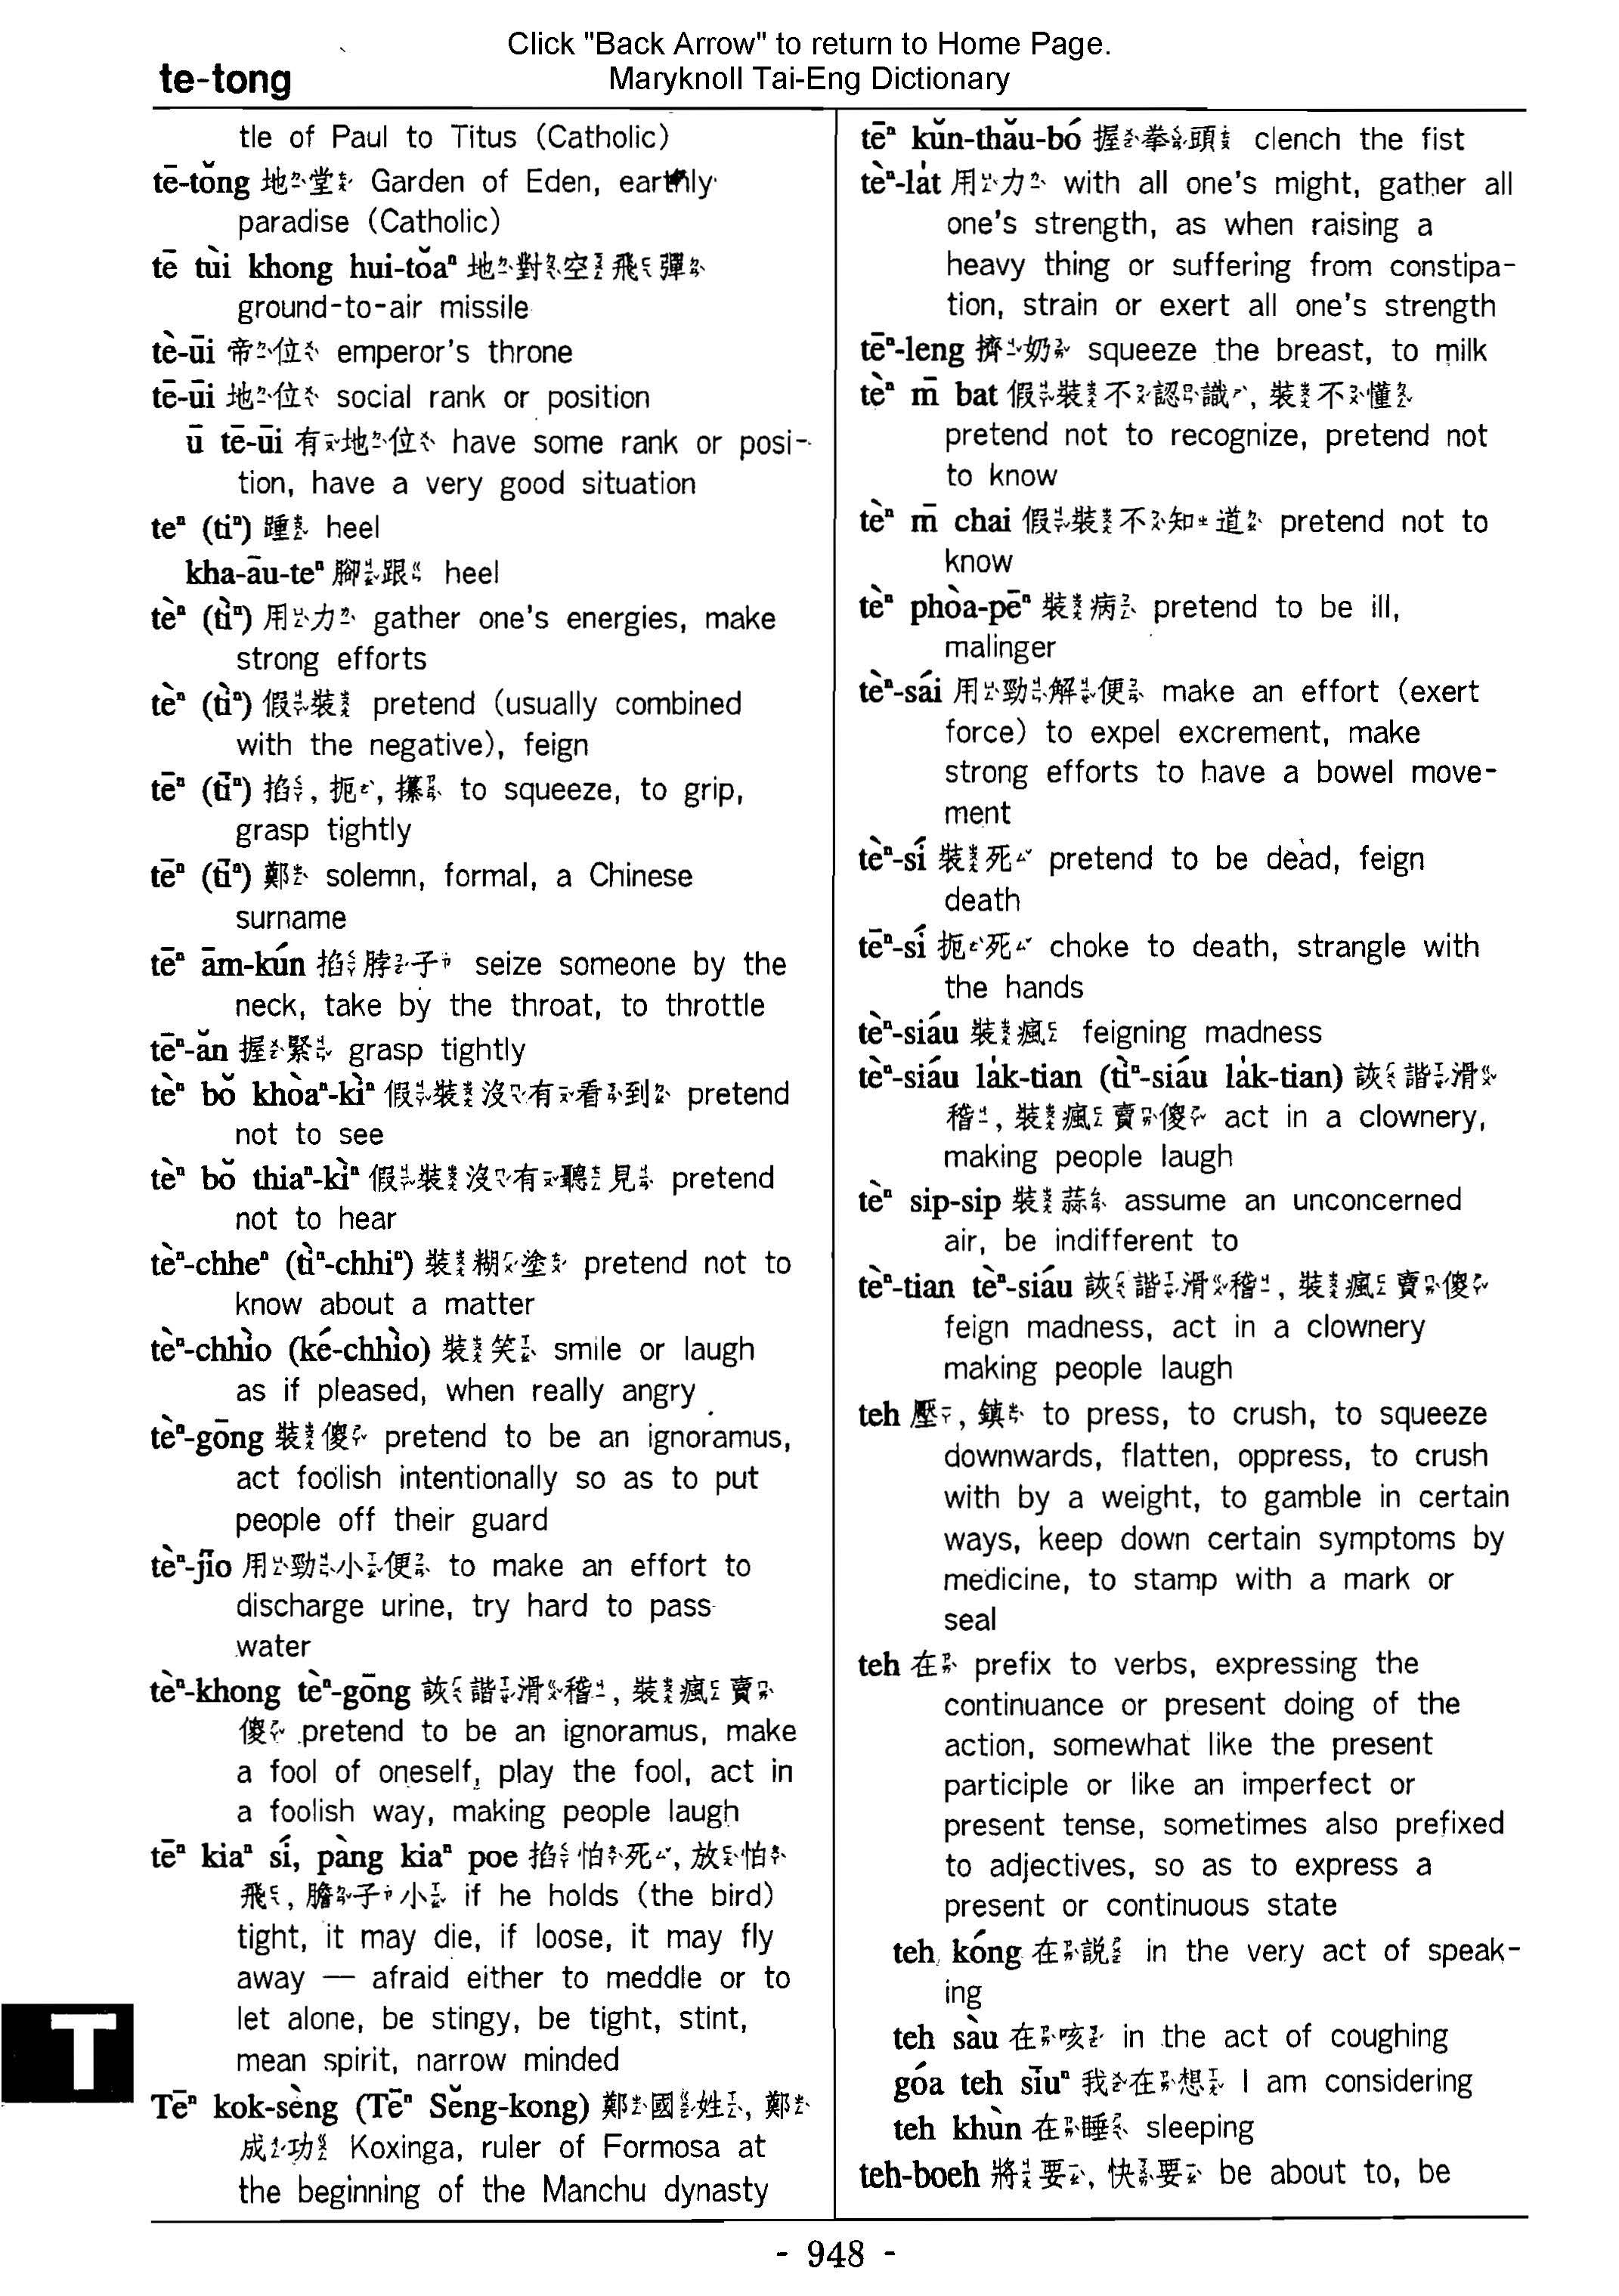 Click "Back Arrow" to return to Home Page.
Maryknoll Tai-Eng Dictionary
te-tong
tle of Paul to Titus (Catholic)
tē-tŏng 地堂 Garden of Eden, earthly
paradise (Catholic)
tē tùi khong hui-tŏaⁿ 地對空飛彈
ground-to-air missile
tè-ūi 帝位 emperor's throne
tē-ūi 地位 social rank or position
ū tē-ūi 有地位 have some rank or posi-
tion, have a very good situation
teⁿ (tiⁿ) 踵 heel
kha-āu-teⁿ 腳跟 heel
tèⁿ (tìⁿ) 用力 gather one's energies, make
strong efforts
tèⁿ (tìⁿ) 假裝 pretend (usually combined
with the negative), feign
tēⁿ (tīⁿ) 掐, 扼, 攥 to squeeze, to grip,
grasp tightly
tēⁿ (tīⁿ) 鄭 solemn, formal, a Chinese
surname
tēⁿ ām-kún 掐脖子 seize someone by the
neck, take by the throat, to throttle
tēⁿ-ăn 握緊 grasp tightly
tèⁿ bŏ khòaⁿ-kìⁿ 假裝沒有看到 pretend
not to see
tèⁿ bŏ thiaⁿ-kìⁿ 假裝沒有聽見 pretend
not to hear
tèⁿ-chheⁿ (tìⁿ-chhiⁿ) 裝糊塗 pretend not to
know about a matter
tèⁿ-chhìo (ké-chhìo) 裝笑 smile or laugh
as if pleased, when really angry
tèⁿ-gōng 裝傻 pretend to be an ignoramus,
act foolish intentionally so as to put
people off their guard
tèⁿ-jīo 用勁小便 to make an effort to
discharge urine, try hard to pass
water
tèⁿ-khong tèⁿ-gōng 詼諧滑稽, 裝瘋賣
傻 pretend to be an ignoramus, make
a fool of oneself, play the fool, act in
a foolish way, making people laugh
tēⁿ kiaⁿ sí, pàng kiaⁿ poe 掐怕死, 放怕
飛, 膽子小 if he holds (the bird)
tight, it may die, if loose, it may fly
away — afraid either to meddle or to
let alone, be stingy, be tight, stint,
mean spirit, narrow minded
Tēⁿ kok-sèng (Tēⁿ Sĕng-kong) 鄭國姓, 鄭
成功 Koxinga, ruler of Formosa at
the beginning of the Manchu dynasty
tēⁿ kŭn-thău-bó 握拳頭 clench the fist
tèⁿ-la̍t 用力 with all one's might, gather all
one's strength, as when raising a
heavy thing or suffering from constipa-
tion, strain or exert all one's strength
tēⁿ-leng 擠奶 squeeze the breast, to milk
tèⁿ m̄ bat 假裝不認識, 裝不懂
pretend not to recognize, pretend not
to know
tèⁿ m̄ chai 假裝不知道 pretend not to
know
tèⁿ phòa-pēⁿ 裝病 pretend to be ill,
malinger
tèⁿ-sái 用勁解便 make an effort (exert
force) to expel excrement, make
strong efforts to have a bowel move-
ment
tèⁿ-sí 裝死 pretend to be dead, feign
death
tēⁿ-sí 扼死 choke to death, strangle with
the hands
tèⁿ-siáu 裝瘋 feigning madness
tèⁿ-siáu la̍k-tian (tìⁿ-siáu la̍k-tian) 詼諧滑
稽, 裝瘋賣傻 act in a clownery,
making people laugh
tèⁿ sip-sip 裝蒜 assume an unconcerned
air, be indifferent to
tèⁿ-tian tèⁿ-siáu 詼諧滑稽, 裝瘋賣傻
feign madness, act in a clownery
making people laugh
teh 壓, 鎮 to press, to crush, to squeeze
downwards, flatten, oppress, to crush
with by a weight, to gamble in certain
ways, keep down certain symptoms by
medicine, to stamp with a mark or
seal
teh 在 prefix to verbs, expressing the
continuance or present doing of the
action, somewhat like the present
participle or like an imperfect or
present tense, sometimes also prefixed
to adjectives, so as to express a
present or continuous state
teh kóng 在説 in the very act of speak-
ing
teh sàu 在咳 in the act of coughing
góa teh sīuⁿ 我在想 I am considering
teh khùn 在睡 sleeping
teh-boeh 將要, 快要 be about to, be
T
- 948 -